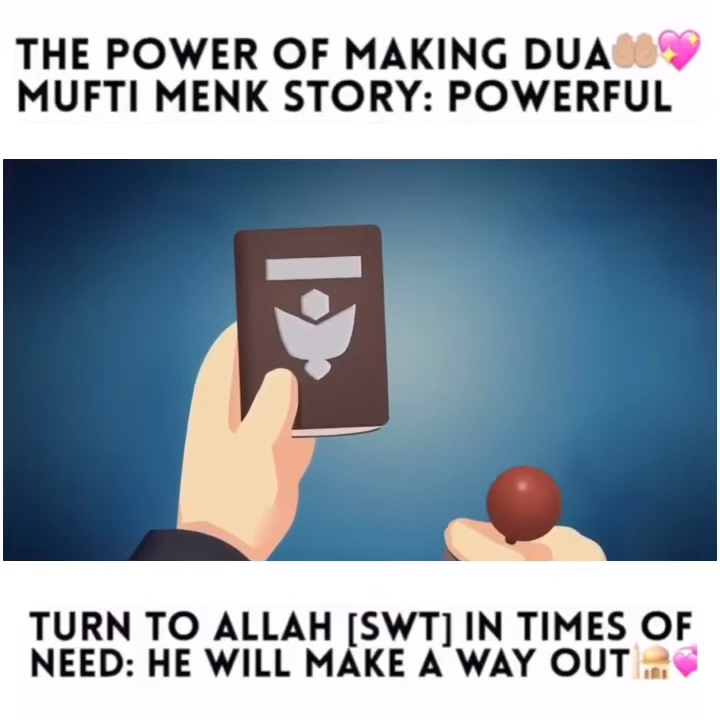 THE POWER OF MAKING DUA🤲🏼💖
MUFTI MENK STORY: POWERFUL
TURN TO ALLAH [SWT] IN TIMES OF
NEED: HE WILL MAKE A WAY OUT🕌💞